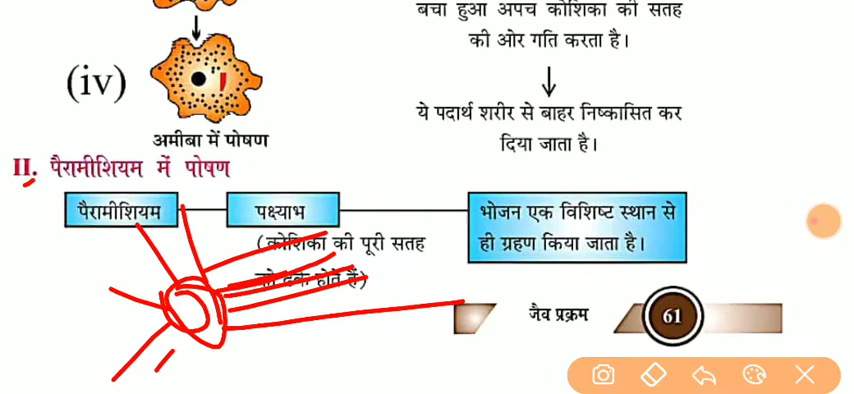 बचा हुआ अपच कोशिका की सतह
की ओर गति करता है।
(iv)
ये पदार्थ शरीर से बाहर निष्कासित कर
दिया जाता है।
अमीबा में पोषण
II. पैरामीशियम में पोषण
पैरामीशियम
पक्ष्याभ
(कोशिका की पूरी सतह
को ढके होते हैं)
भोजन एक विशिष्ट स्थान से
ही ग्रहण किया जाता है।
जैव प्रक्रम
61